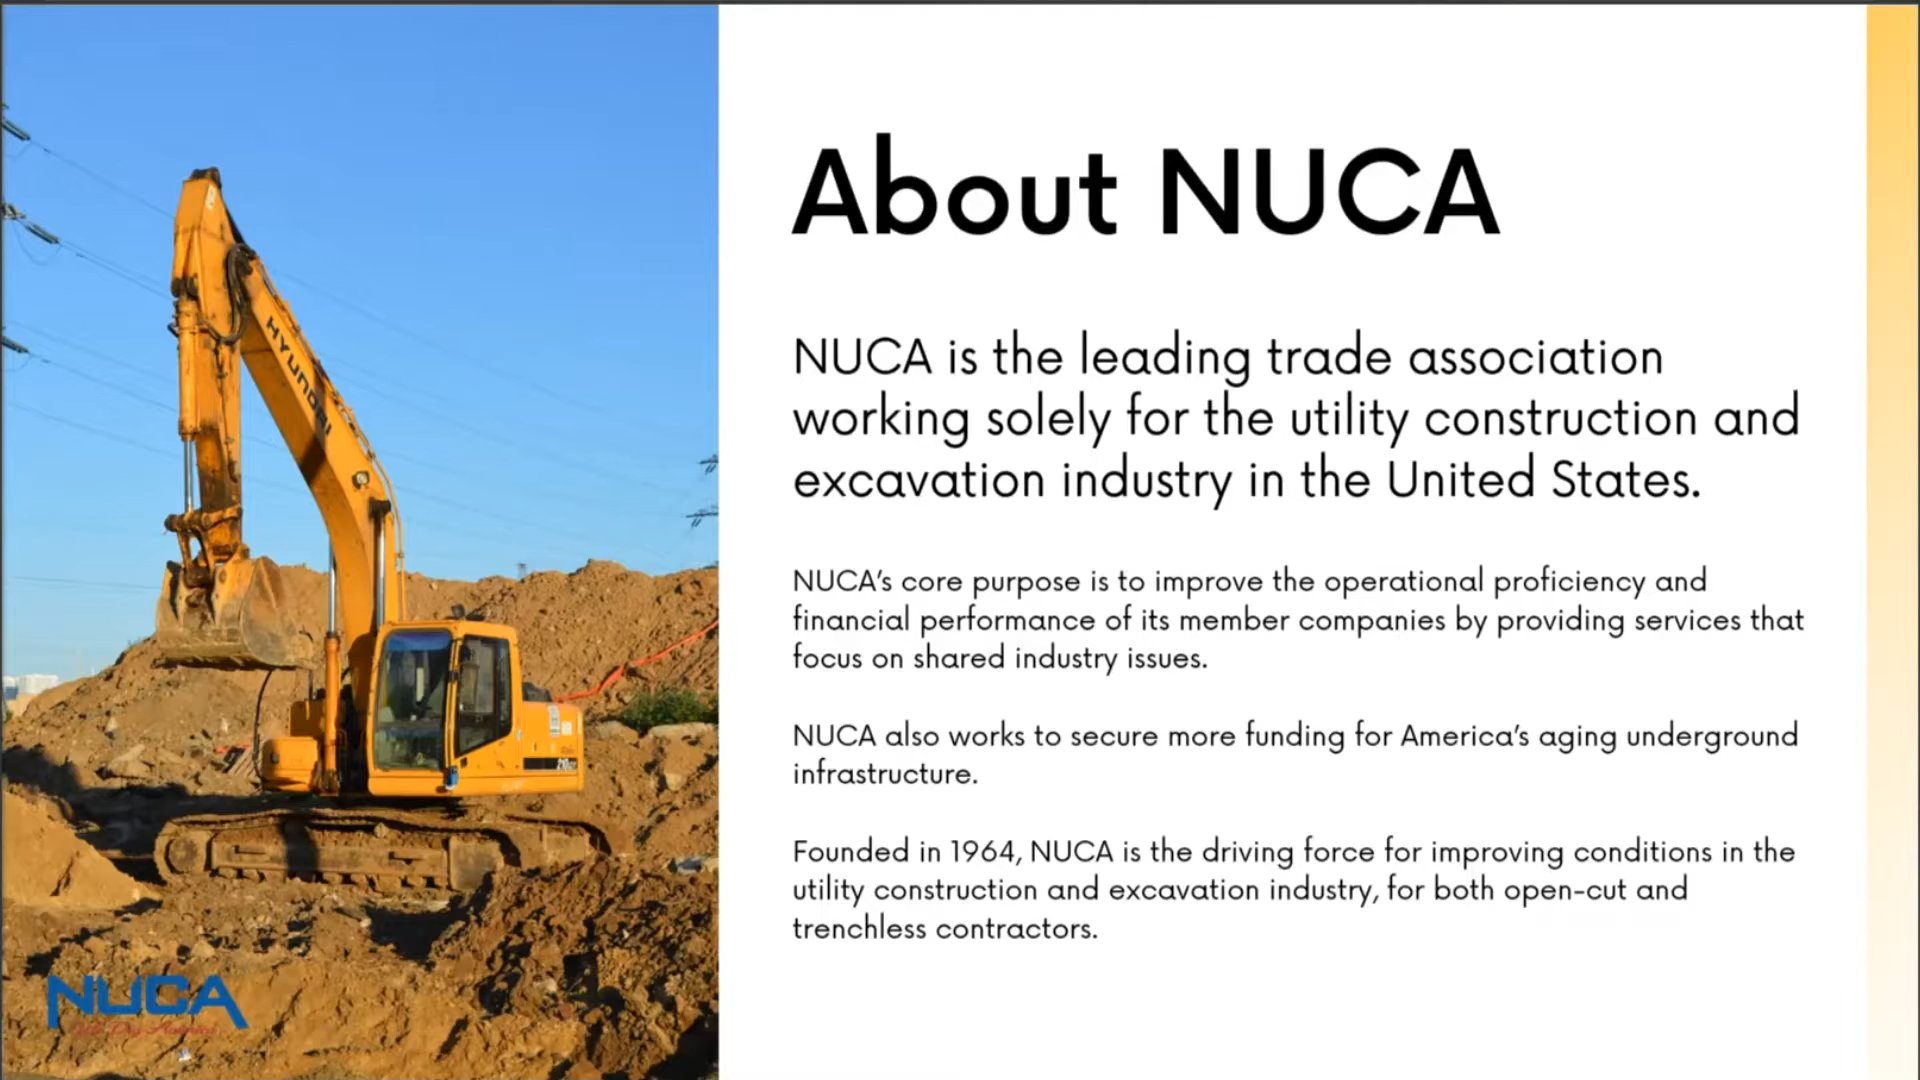 About NUCA
NUCA is the leading trade association
working solely for the utility construction and
excavation industry in the United States.
NUCA’s core purpose is to improve the operational proficiency and
financial performance of its member companies by providing services that
focus on shared industry issues.
NUCA also works to secure more funding for America’s aging underground
infrastructure.
Founded in 1964, NUCA is the driving force for improving conditions in the
utility construction and excavation industry, for both open-cut and
trenchless contractors.
HYUNDAI
NUCA